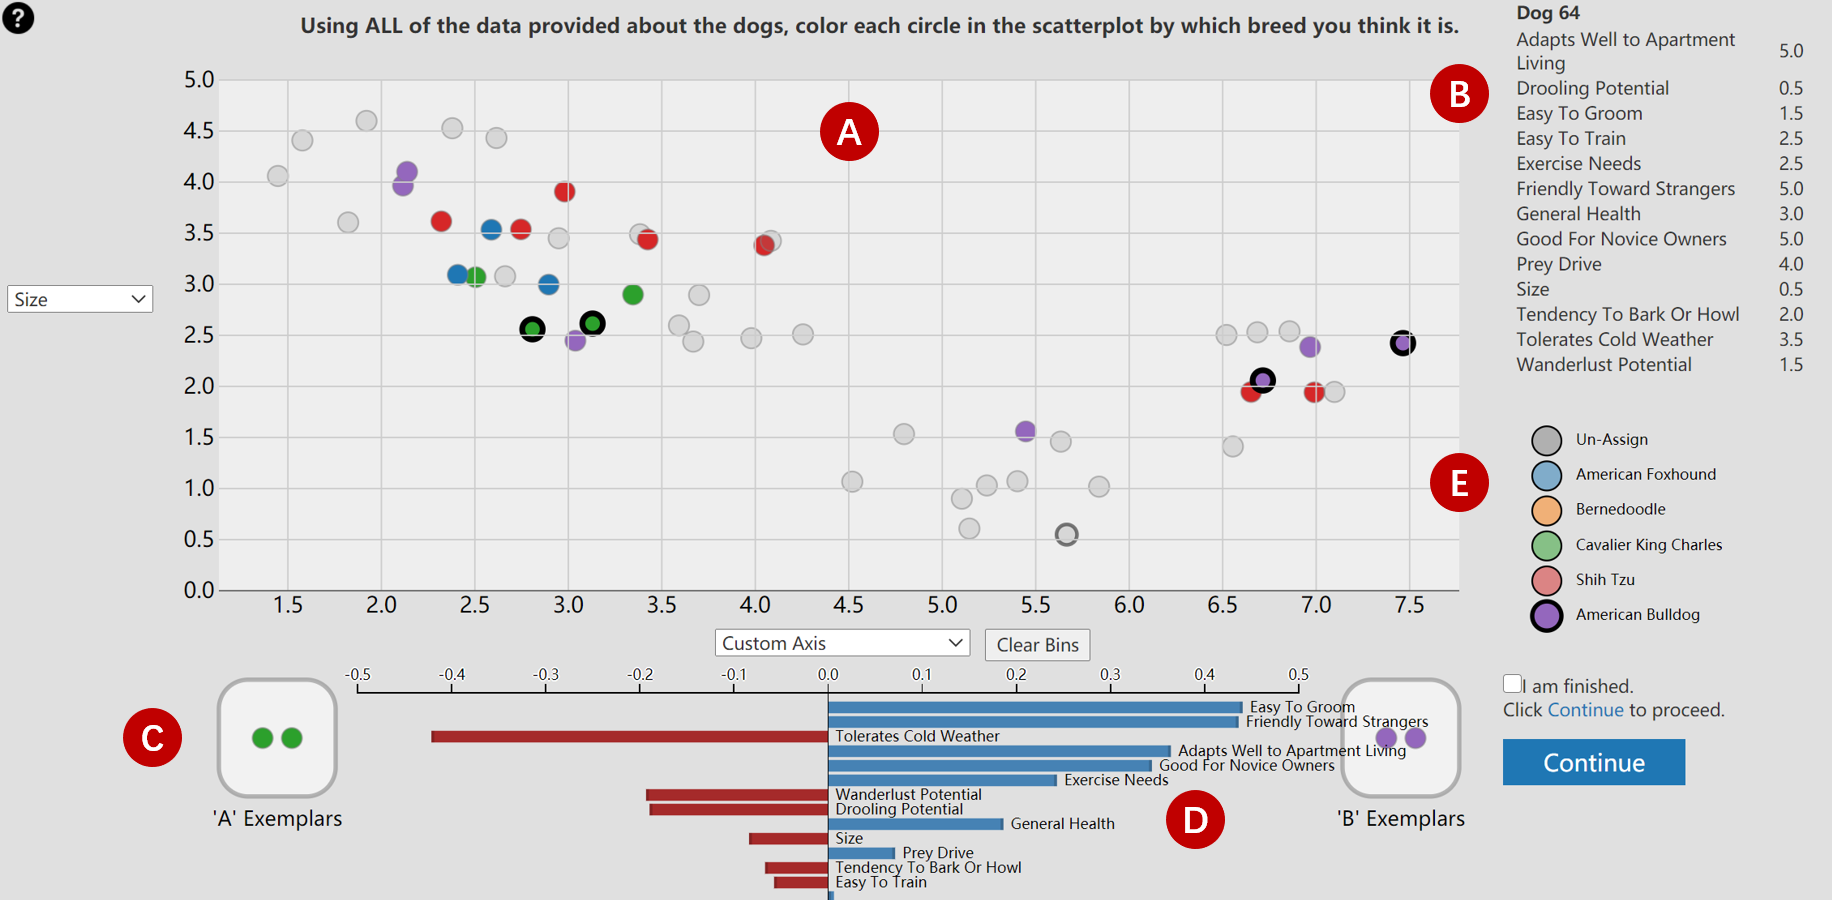 ?
Using ALL of the data provided about the dogs, color each circle in the scatterplot by which breed you think it is.
Dog 64
Adapts Well to Apartment
Living 5.0
Drooling Potential 0.5
Easy To Groom 1.5
Easy To Train 2.5
Exercise Needs 2.5
Friendly Toward Strangers 5.0
General Health 3.0
Good For Novice Owners 5.0
Prey Drive 4.0
Size 0.5
Tendency To Bark Or Howl 2.0
Tolerates Cold Weather 3.5
Wanderlust Potential 1.5
A
B
5.0
4.5
4.0
3.5
3.0
2.5
2.0
1.5
1.0
0.5
0.0
Size
1.5 2.0 2.5 3.0 3.5 4.0 4.5 5.0 5.5 6.0 6.5 7.0 7.5
E
Un-Assign
American Foxhound
Bernedoodle
Cavalier King Charles
Shih Tzu
American Bulldog
Custom Axis
Clear Bins
-0.5 -0.4 -0.3 -0.2 -0.1 0.0 0.1 0.2 0.3 0.4 0.5
C
'A' Exemplars
Easy To Groom
Friendly Toward Strangers
Tolerates Cold Weather
Adapts Well to Apartment Living
Good For Novice Owners
Exercise Needs
Wanderlust Potential
Drooling Potential
General Health
Size
Prey Drive
Tendency To Bark Or Howl
Easy To Train
D
'B' Exemplars
I am finished.
Click Continue to proceed.
Continue